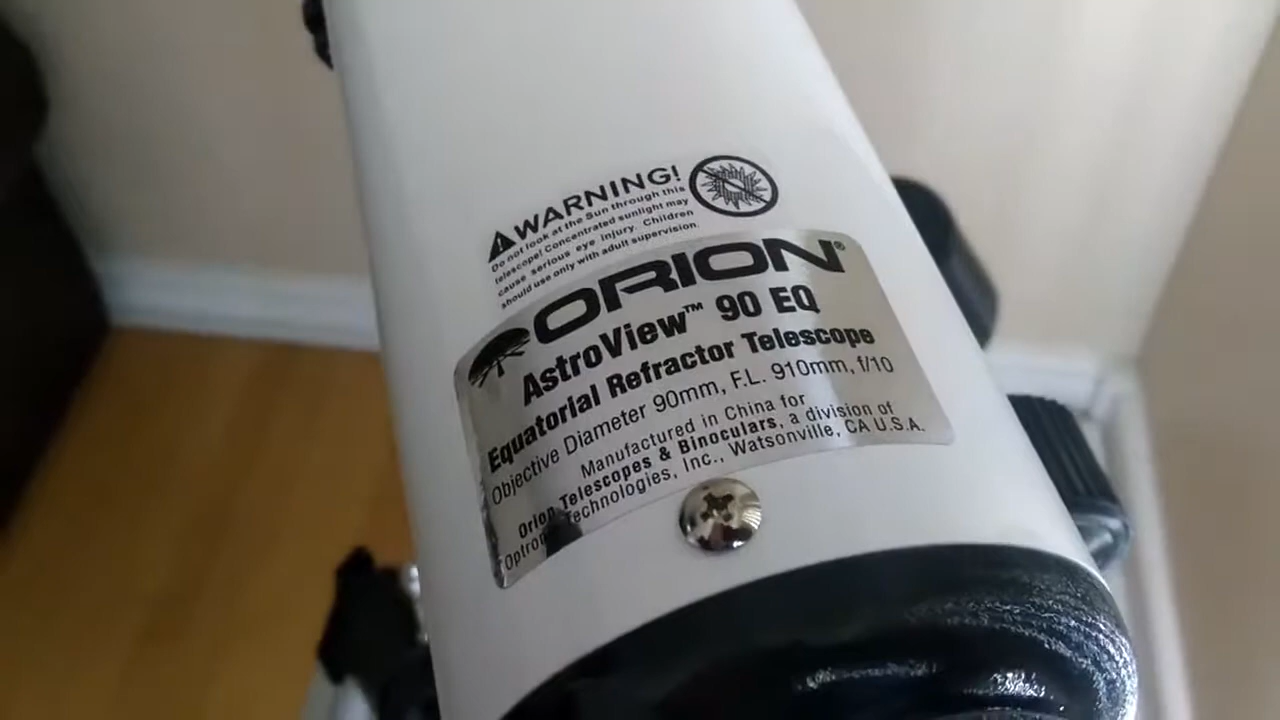 WARNING!
Do not look at the Sun through this
telescope! Concentrated sunlight may
cause serious eye injury. Children
should use only with adult supervision.
ORION®
AstroView™ 90 EQ
Equatorial Refractor Telescope
Objective Diameter 90mm, F.L. 910mm, f/10
Manufactured in China for
Orion Telescopes & Binoculars, a division of
Optronic Technologies, Inc., Watsonville, CA U.S.A.